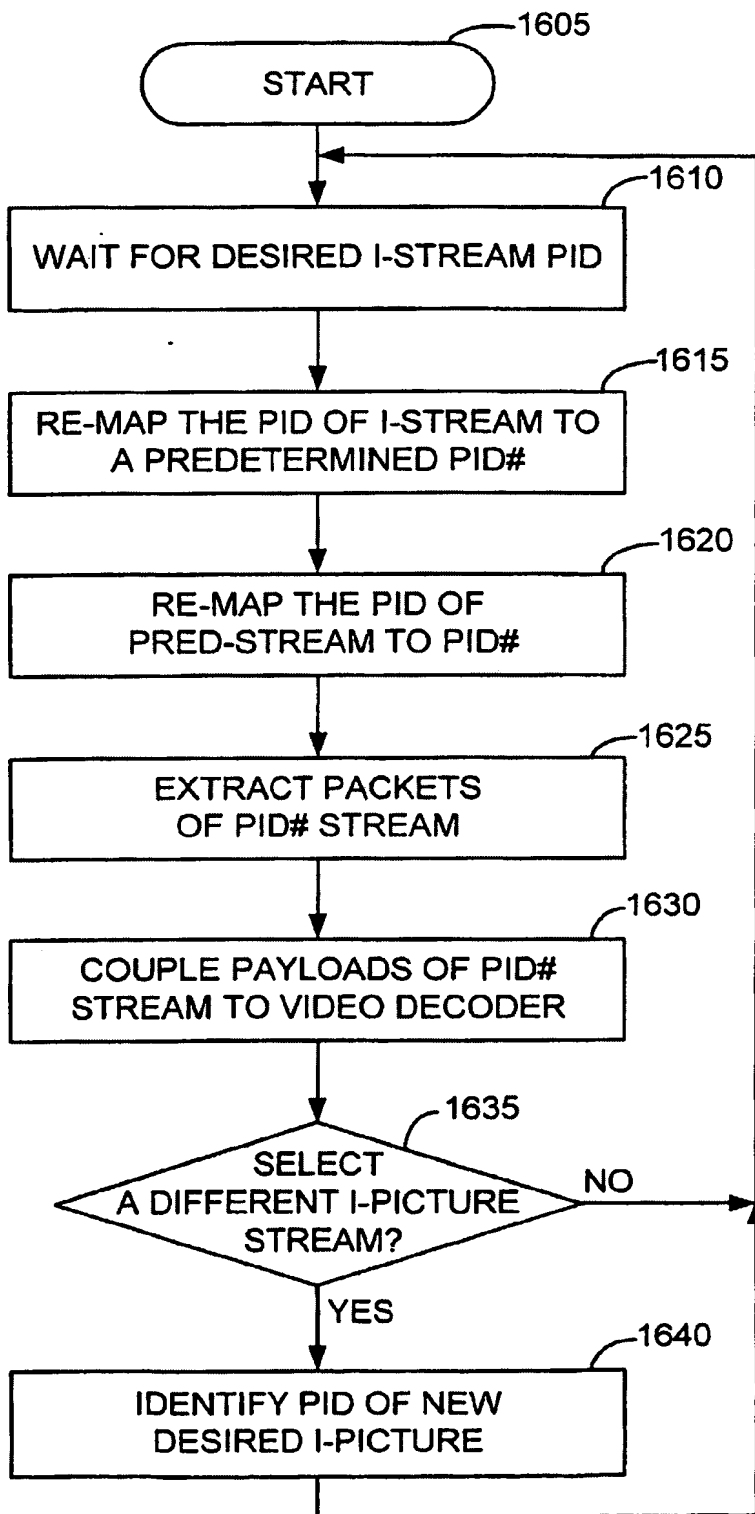 1605
START
1610
WAIT FOR DESIRED I-STREAM PID
1615
RE-MAP THE PID OF I-STREAM TO
A PREDETERMINED PID#
1620
RE-MAP THE PID OF
PRED-STREAM TO PID#
1625
EXTRACT PACKETS
OF PID# STREAM
1630
COUPLE PAYLOADS OF PID#
STREAM TO VIDEO DECODER
1635
SELECT
A DIFFERENT I-PICTURE
STREAM?
NO
YES
1640
IDENTIFY PID OF NEW
DESIRED I-PICTURE